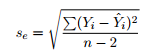 $s_e = \sqrt{\frac{\sum (Y_i - \hat{Y}_i)^2}{n-2}}$